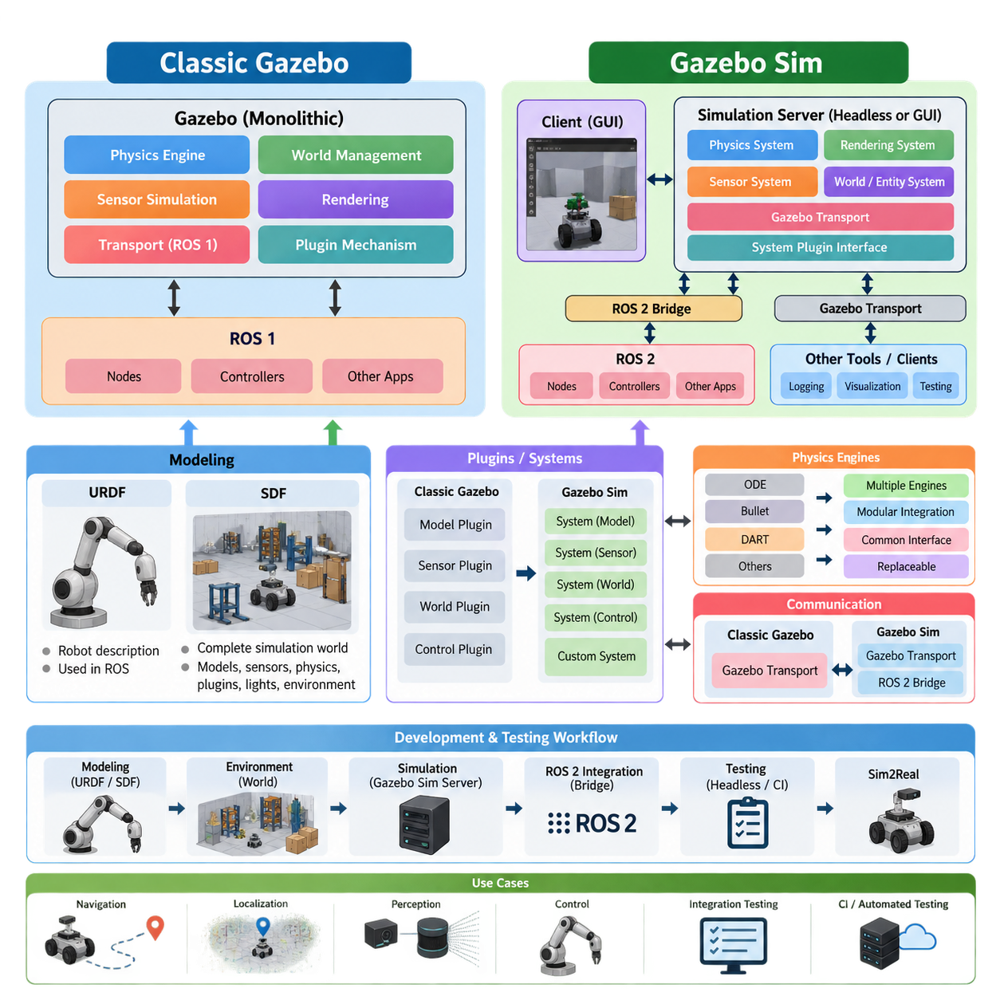 Classic Gazebo
Gazebo (Monolithic)
Physics Engine
World Management
Sensor Simulation
Rendering
Transport (ROS 1)
Plugin Mechanism
ROS 1
Nodes
Controllers
Other Apps
Gazebo Sim
Client (GUI)
Simulation Server (Headless or GUI)
Physics System
Rendering System
Sensor System
World / Entity System
Gazebo Transport
System Plugin Interface
ROS 2 Bridge
Gazebo Transport
ROS 2
Nodes
Controllers
Other Apps
Other Tools / Clients
Logging
Visualization
Testing
Modeling
URDF
SDF
Robot description
Used in ROS
Complete simulation world
Models, sensors, physics,
plugins, lights, environment
Plugins / Systems
Classic Gazebo
Model Plugin
Sensor Plugin
World Plugin
Control Plugin
Gazebo Sim
System (Model)
System (Sensor)
System (World)
System (Control)
Custom System
Physics Engines
ODE
Multiple Engines
Bullet
Modular Integration
DART
Common Interface
Others
Replaceable
Communication
Classic Gazebo
Gazebo Transport
Gazebo Sim
Gazebo Transport
ROS 2 Bridge
Development & Testing Workflow
Modeling
(URDF / SDF)
Environment
(World)
Simulation
(Gazebo Sim Server)
ROS 2 Integration
(Bridge)
ROS 2
Testing
(Headless / CI)
Sim2Real
Use Cases
Navigation
Localization
Perception
Control
Integration Testing
CI / Automated Testing